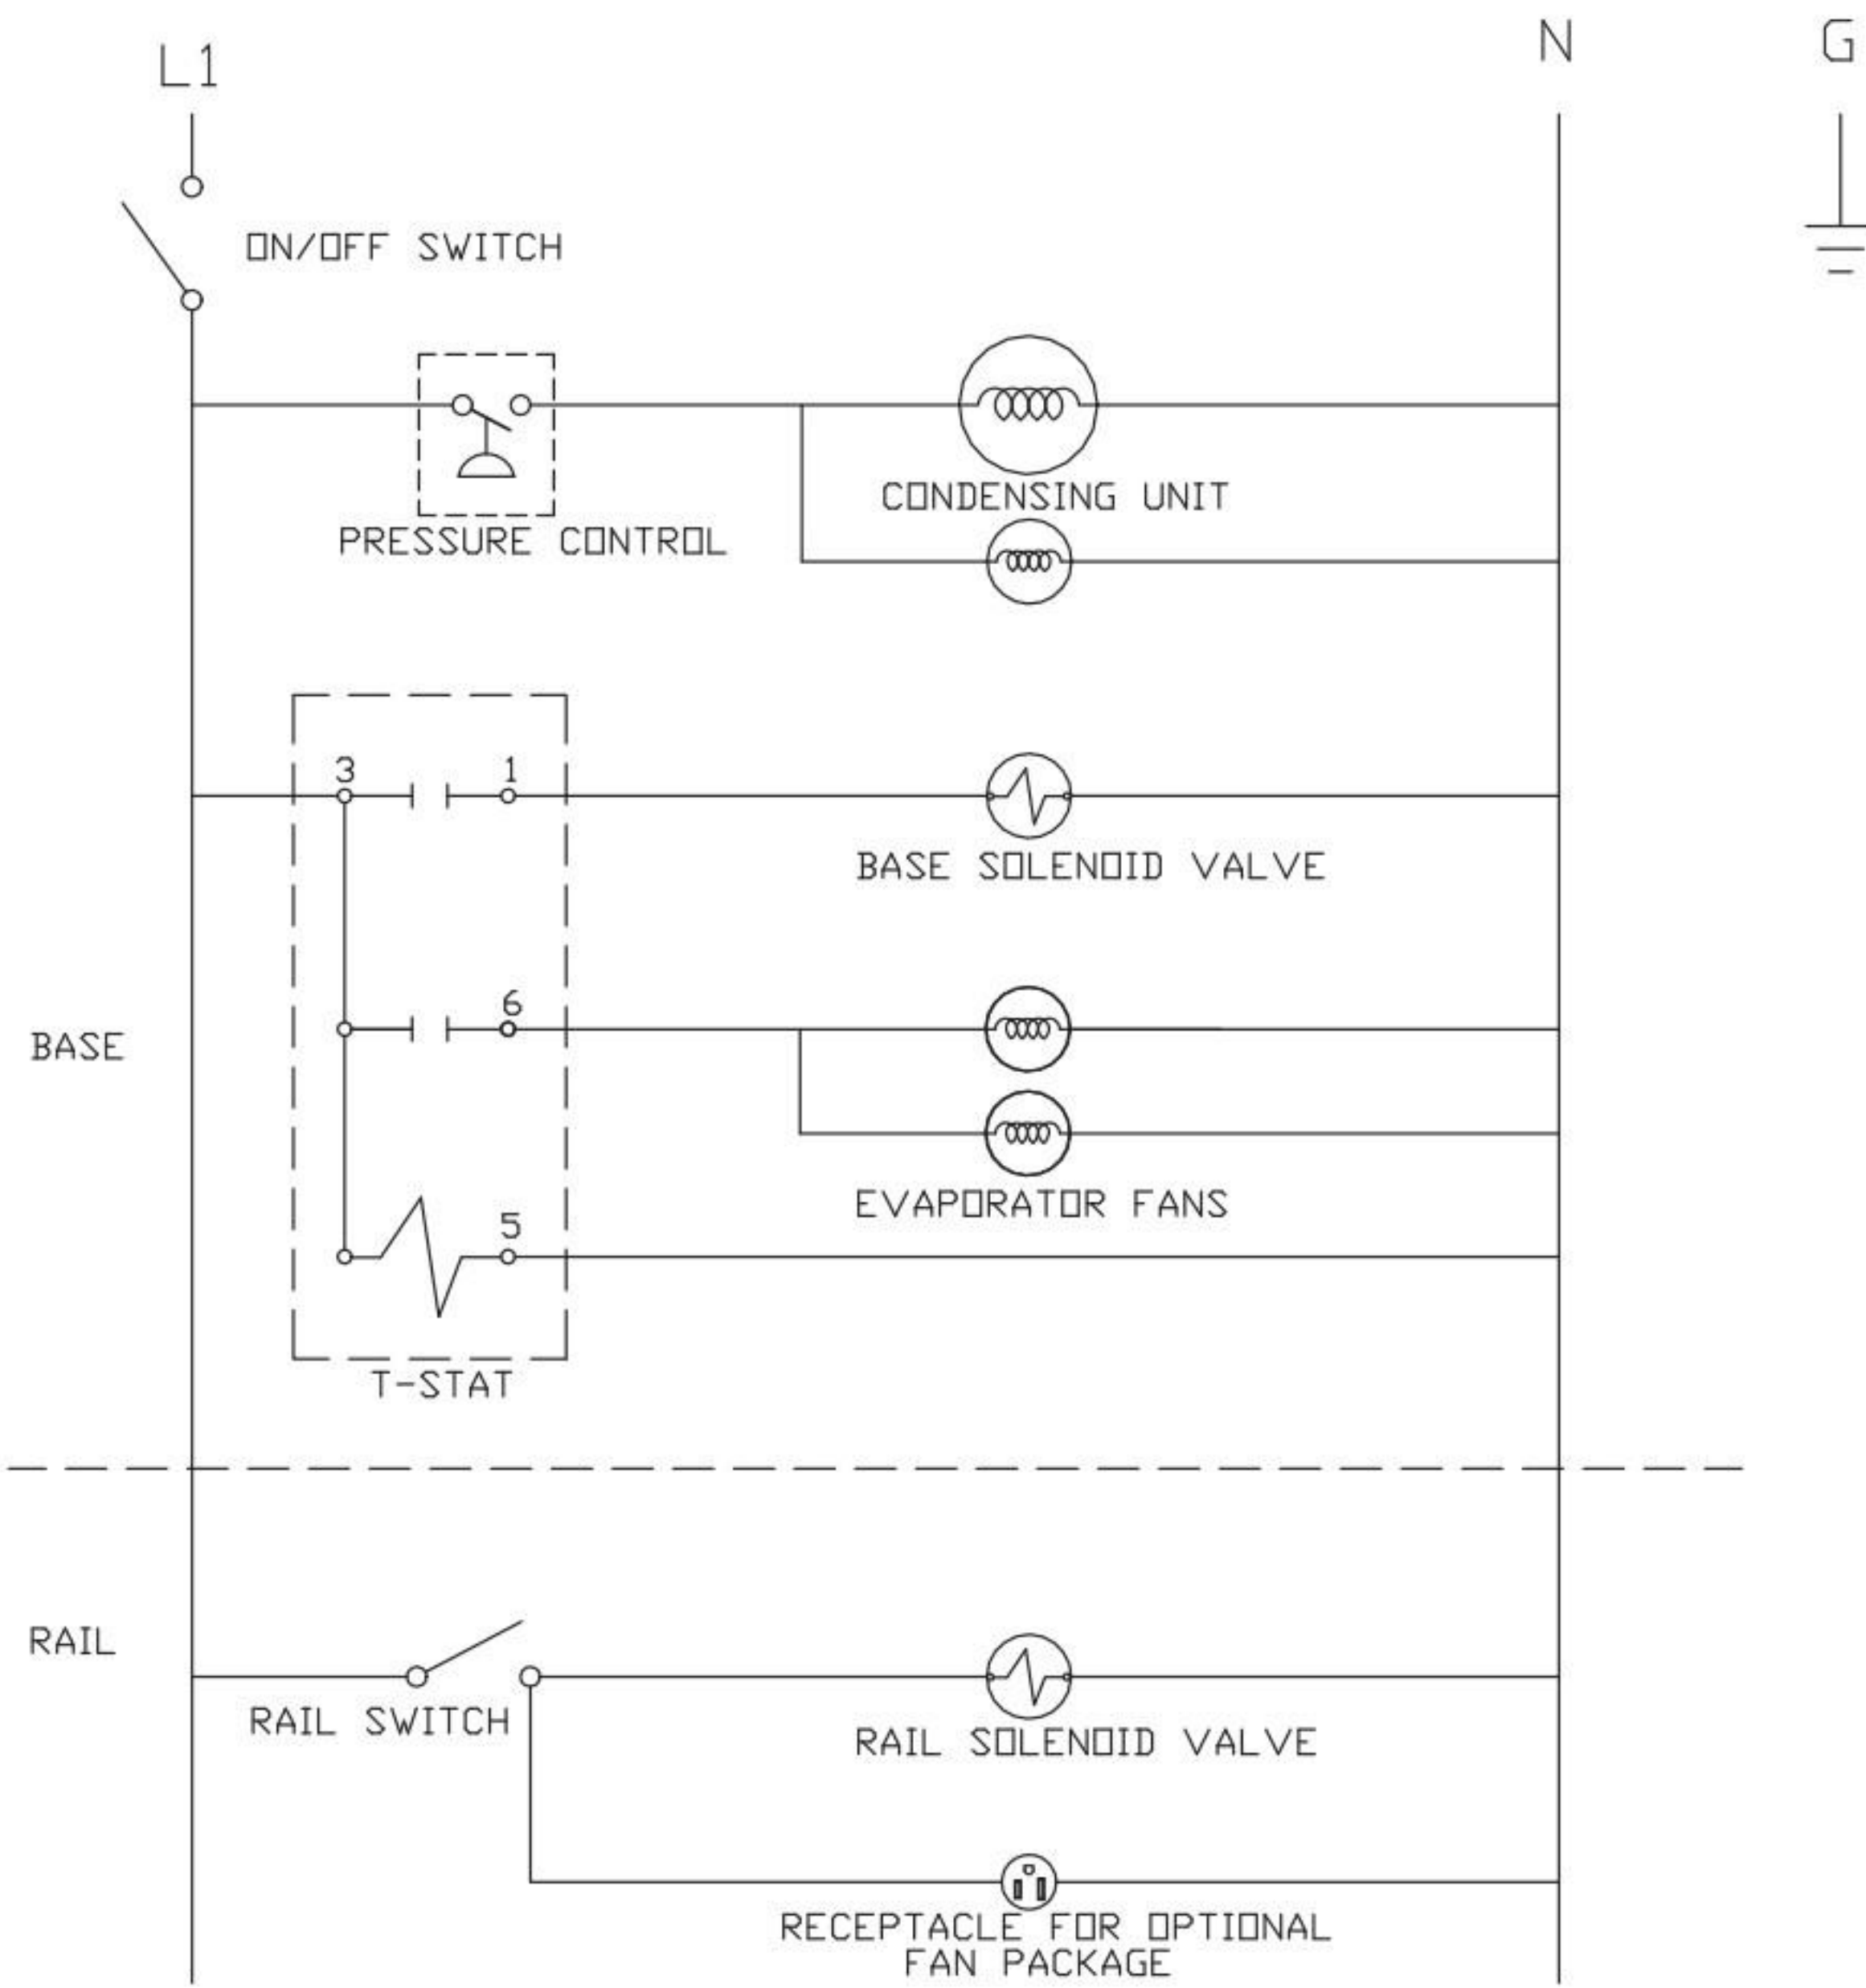 L1
N
G
ON/OFF SWITCH
CONDENSING UNIT
PRESSURE CONTROL
3
1
BASE SOLENOID VALVE
6
BASE
EVAPORATOR FANS
5
T-STAT
RAIL
RAIL SWITCH
RAIL SOLENOID VALVE
RECEPTACLE FOR OPTIONAL
FAN PACKAGE